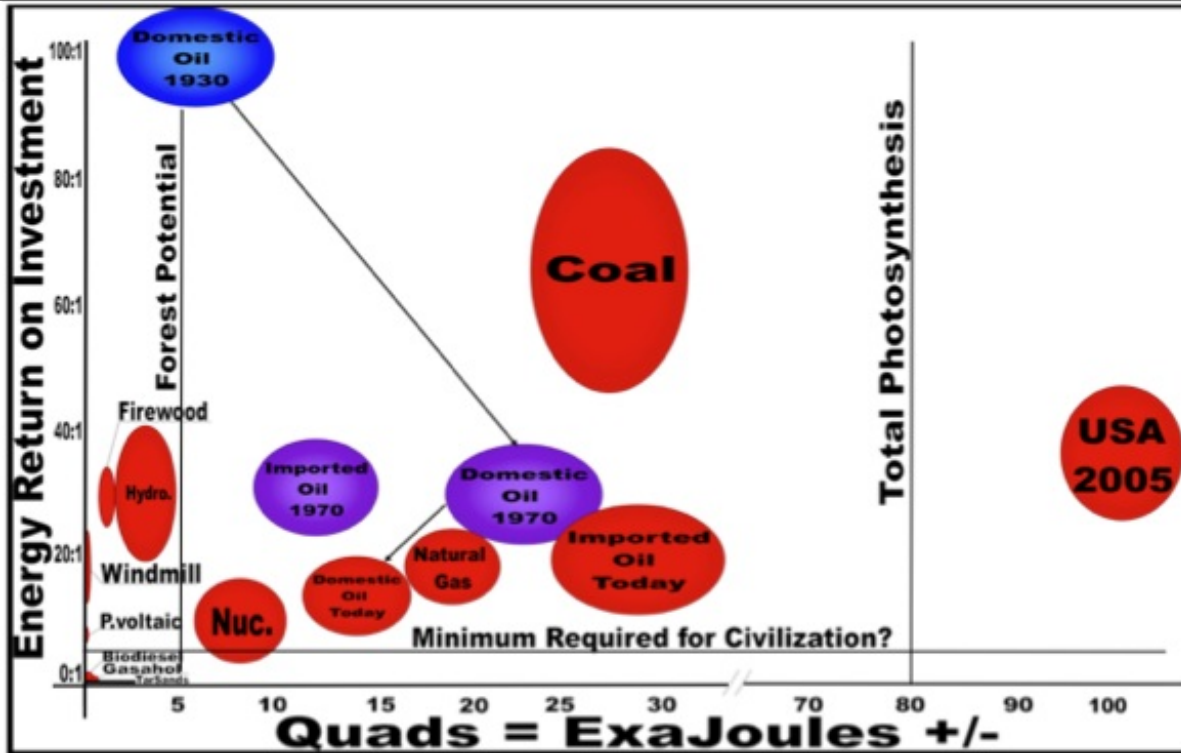 Energy Return on Investment
100:1
80:1
60:1
40:1
20:1
0:1
Domestic
Oil
1930
Forest Potential
Firewood
Hydro.
Windmill
P.voltaic
Biodiesel
Gasahol
TarSands
Nuc.
Imported
Oil
1970
Domestic
Oil
Today
Natural
Gas
Domestic
Oil
1970
Imported
Oil
Today
Coal
Minimum Required for Civilization?
Total Photosynthesis
USA
2005
5 10 15 20 25 30 70 80 90 100
Quads = ExaJoules +/-